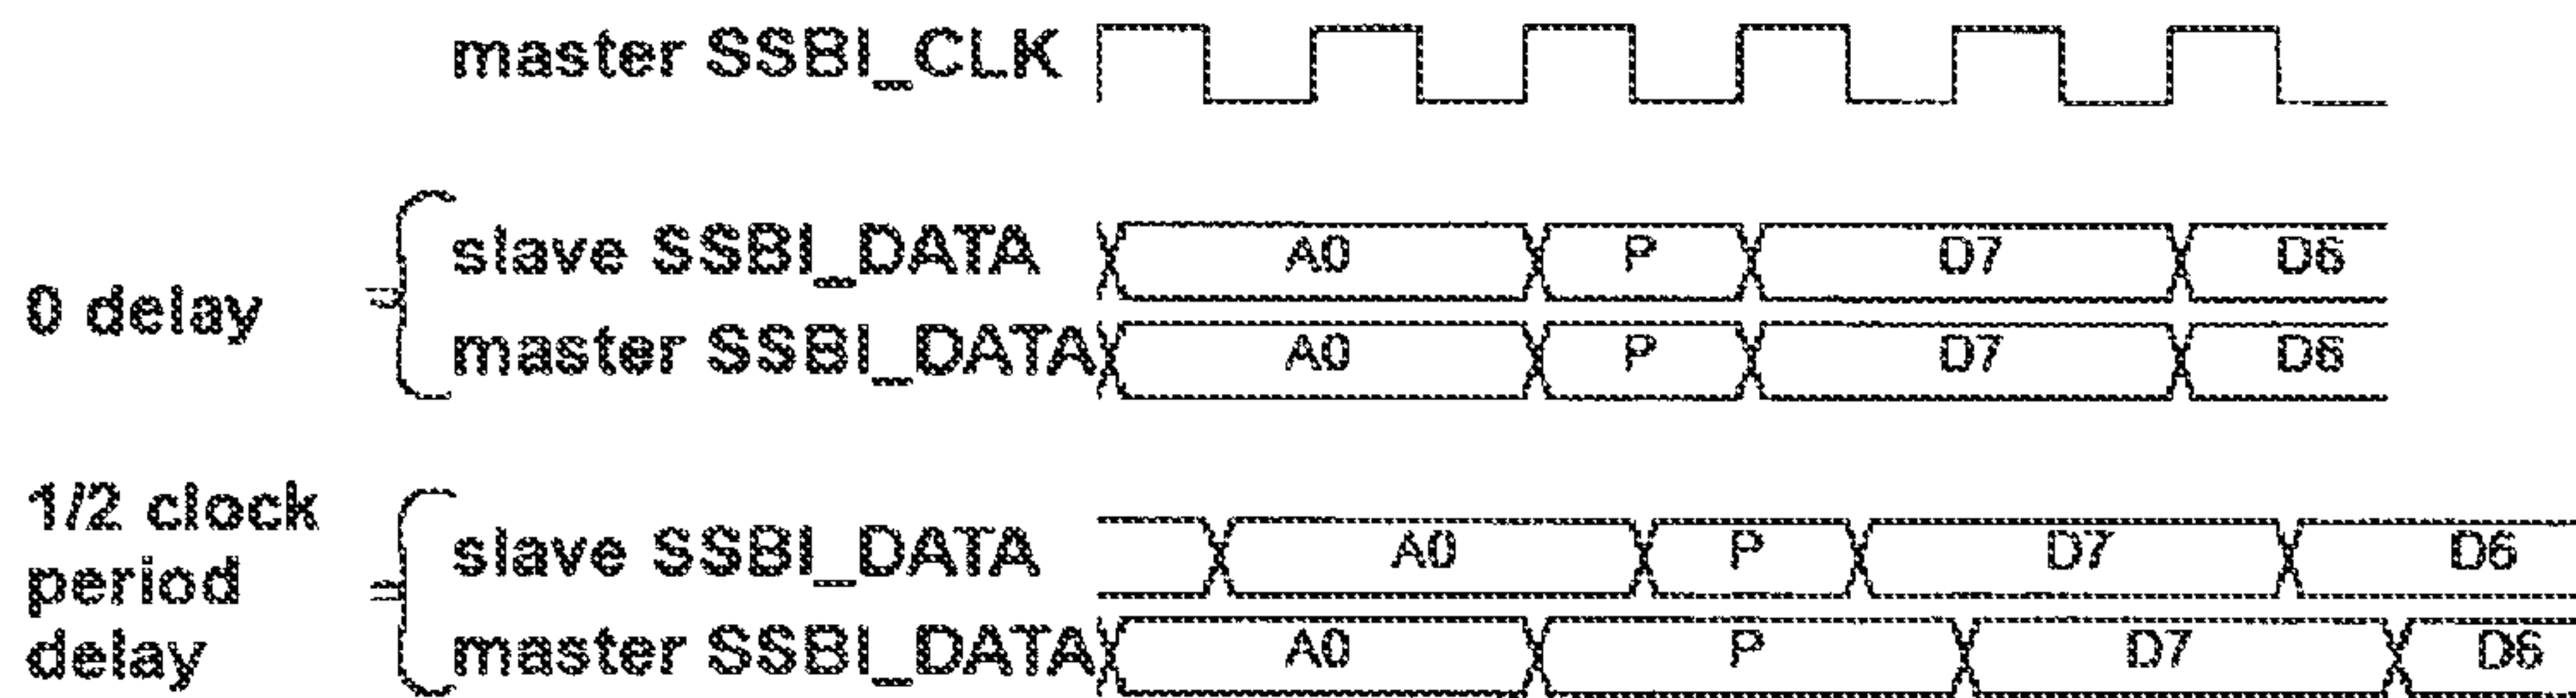 master SSBI_CLK
0 delay
slave SSBI_DATA A0 P D7 D6
master SSBI_DATA A0 P D7 D6
1/2 clock
period
delay
slave SSBI_DATA A0 P D7 D6
master SSBI_DATA A0 P D7 D6